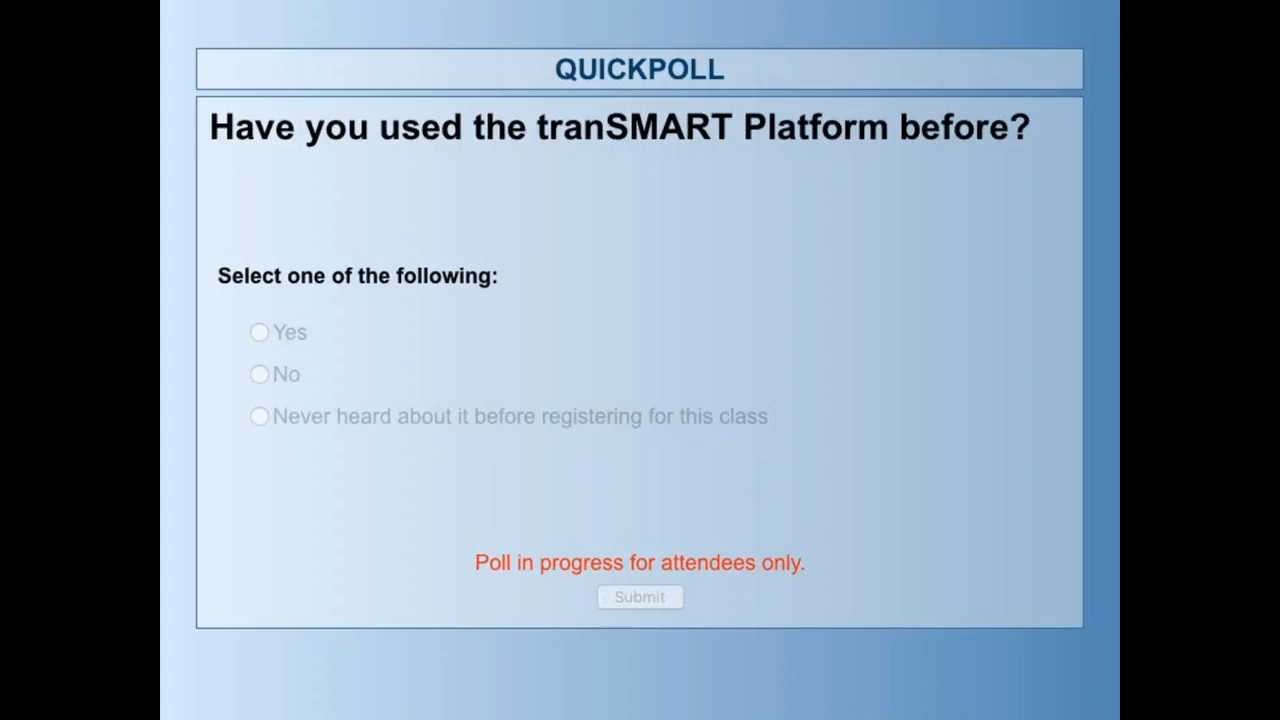 QUICKPOLL
Have you used the tranSMART Platform before?
Select one of the following:
Yes
No
Never heard about it before registering for this class
Poll in progress for attendees only.
Submit